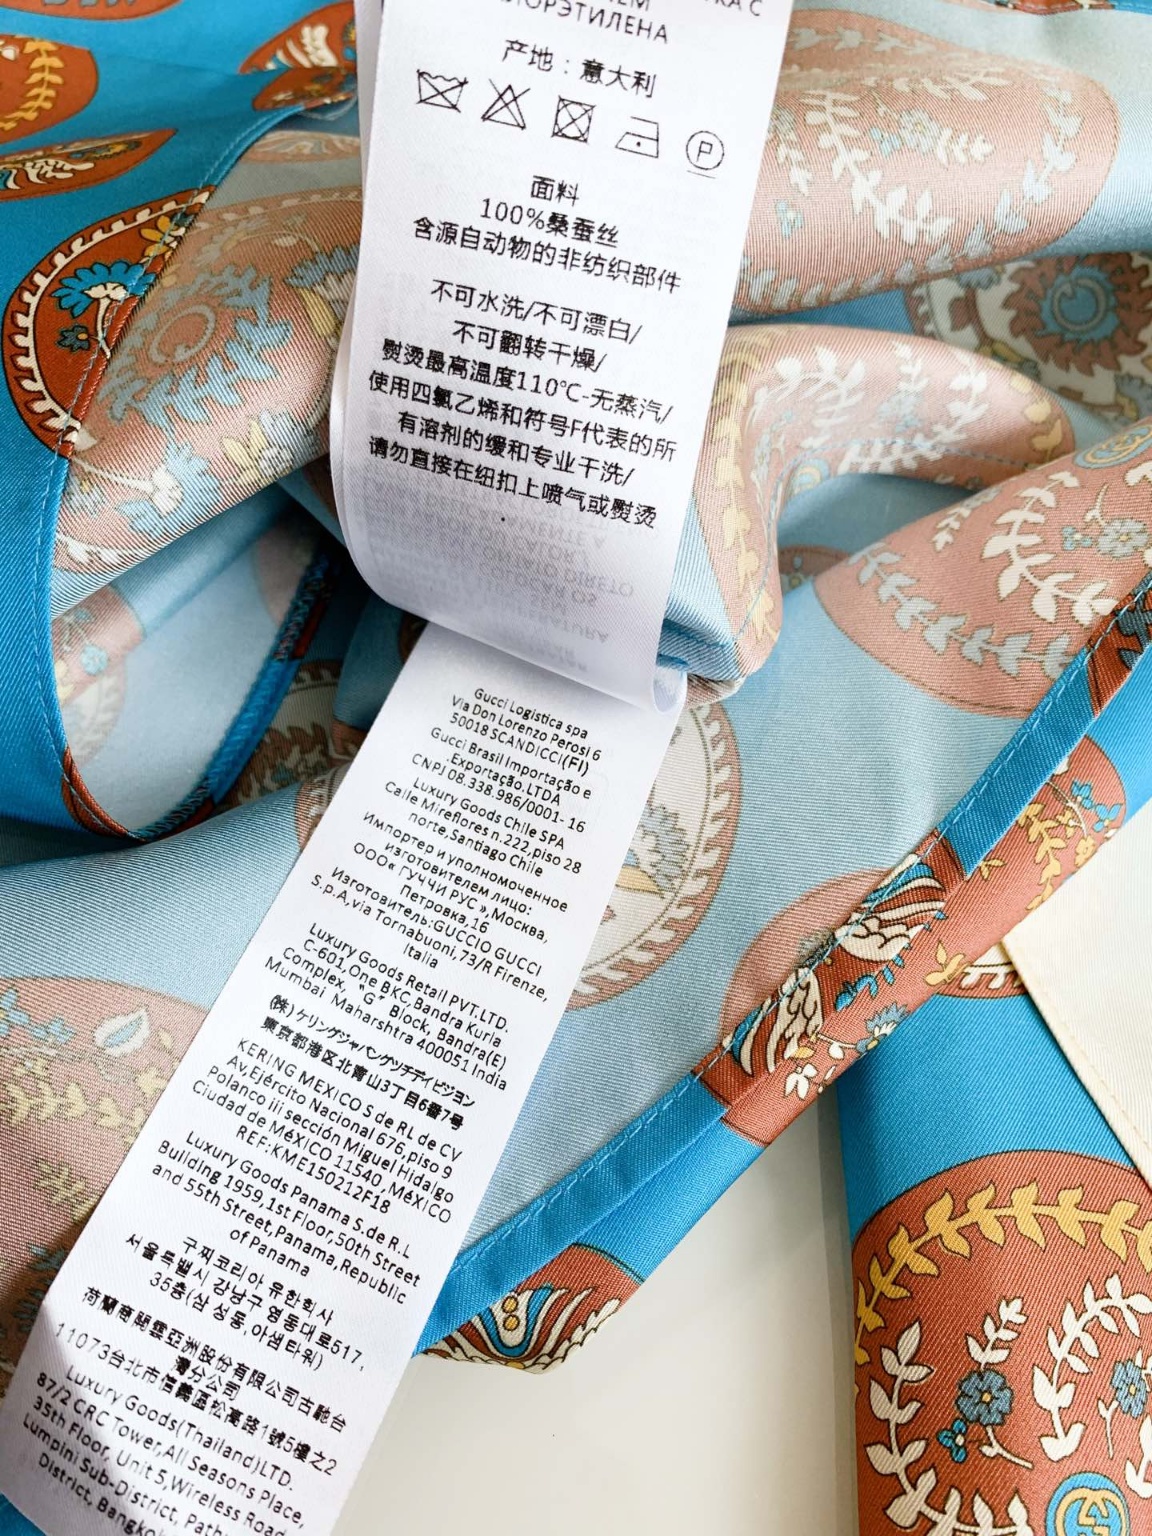 ЛОРЭТИЛЕНА
产地：意大利
P
面料
100%桑蚕丝
含源自动物的非纺织部件
不可水洗/不可漂白/
不可翻转干燥/
熨烫最高温度110℃-无蒸汽/
使用四氯乙烯和符号F代表的所
有溶剂的缓和专业干洗/
请勿直接在纽扣上喷气或熨烫
Gucci Logistica spa
Via Don Lorenzo Perosi 6
50018 SCANDICCI(FI)
Gucci Brasil Importação e
.Exportação.LTDA
CNPJ 08.338.986/0001- 16
Luxury Goods Chile SPA
Calle Mireflores n.222,piso 28
norte,Santiago Chile
Импортер и уполномоченное
изготовителем лицо:
ООО« ГУЧЧИ РУС »,Москва,
Петровка,16
Изготовитель:GUCCIO GUCCI
S.p.A,via Tornabuoni,73/R Firenze,
Italia
Luxury Goods Retail PVT.LTD.
C-601,One BKC,Bandra Kurla
Complex, "G" Block, Bandra(E)
Mumbai Maharshtra 400051 India
(株)ケリングジャパングッチディビジョン
東京都港区北青山3丁目6番7号
KERING MEXICO S de RL de CV
Av,Ejército Nacional 676,piso 9
Polanco iii sección Miguel Hidalgo
Ciudad de MéXICO 11540,MéXICO
REF:KME150212F18
Luxury Goods Panama S.de R.L
Building 1959,1st Floor,50th Street
and 55th Street,Panama,Republic
of Panama
구찌코리아 유한회사
서울특별시 강남구 영동대로517,
35층(삼성동,아셈타워)
荷蘭商開雲亞洲股份有限公司古馳台
灣分公司
11073台北市信義區松高路1號5樓之2
Luxury Goods(Thailand)LTD.
87/2 CRC Tower,All Seasons Place,
35th Floor, Unit 5,Wireless Road,
Lumpini Sub-District, Path
District, Bangkok